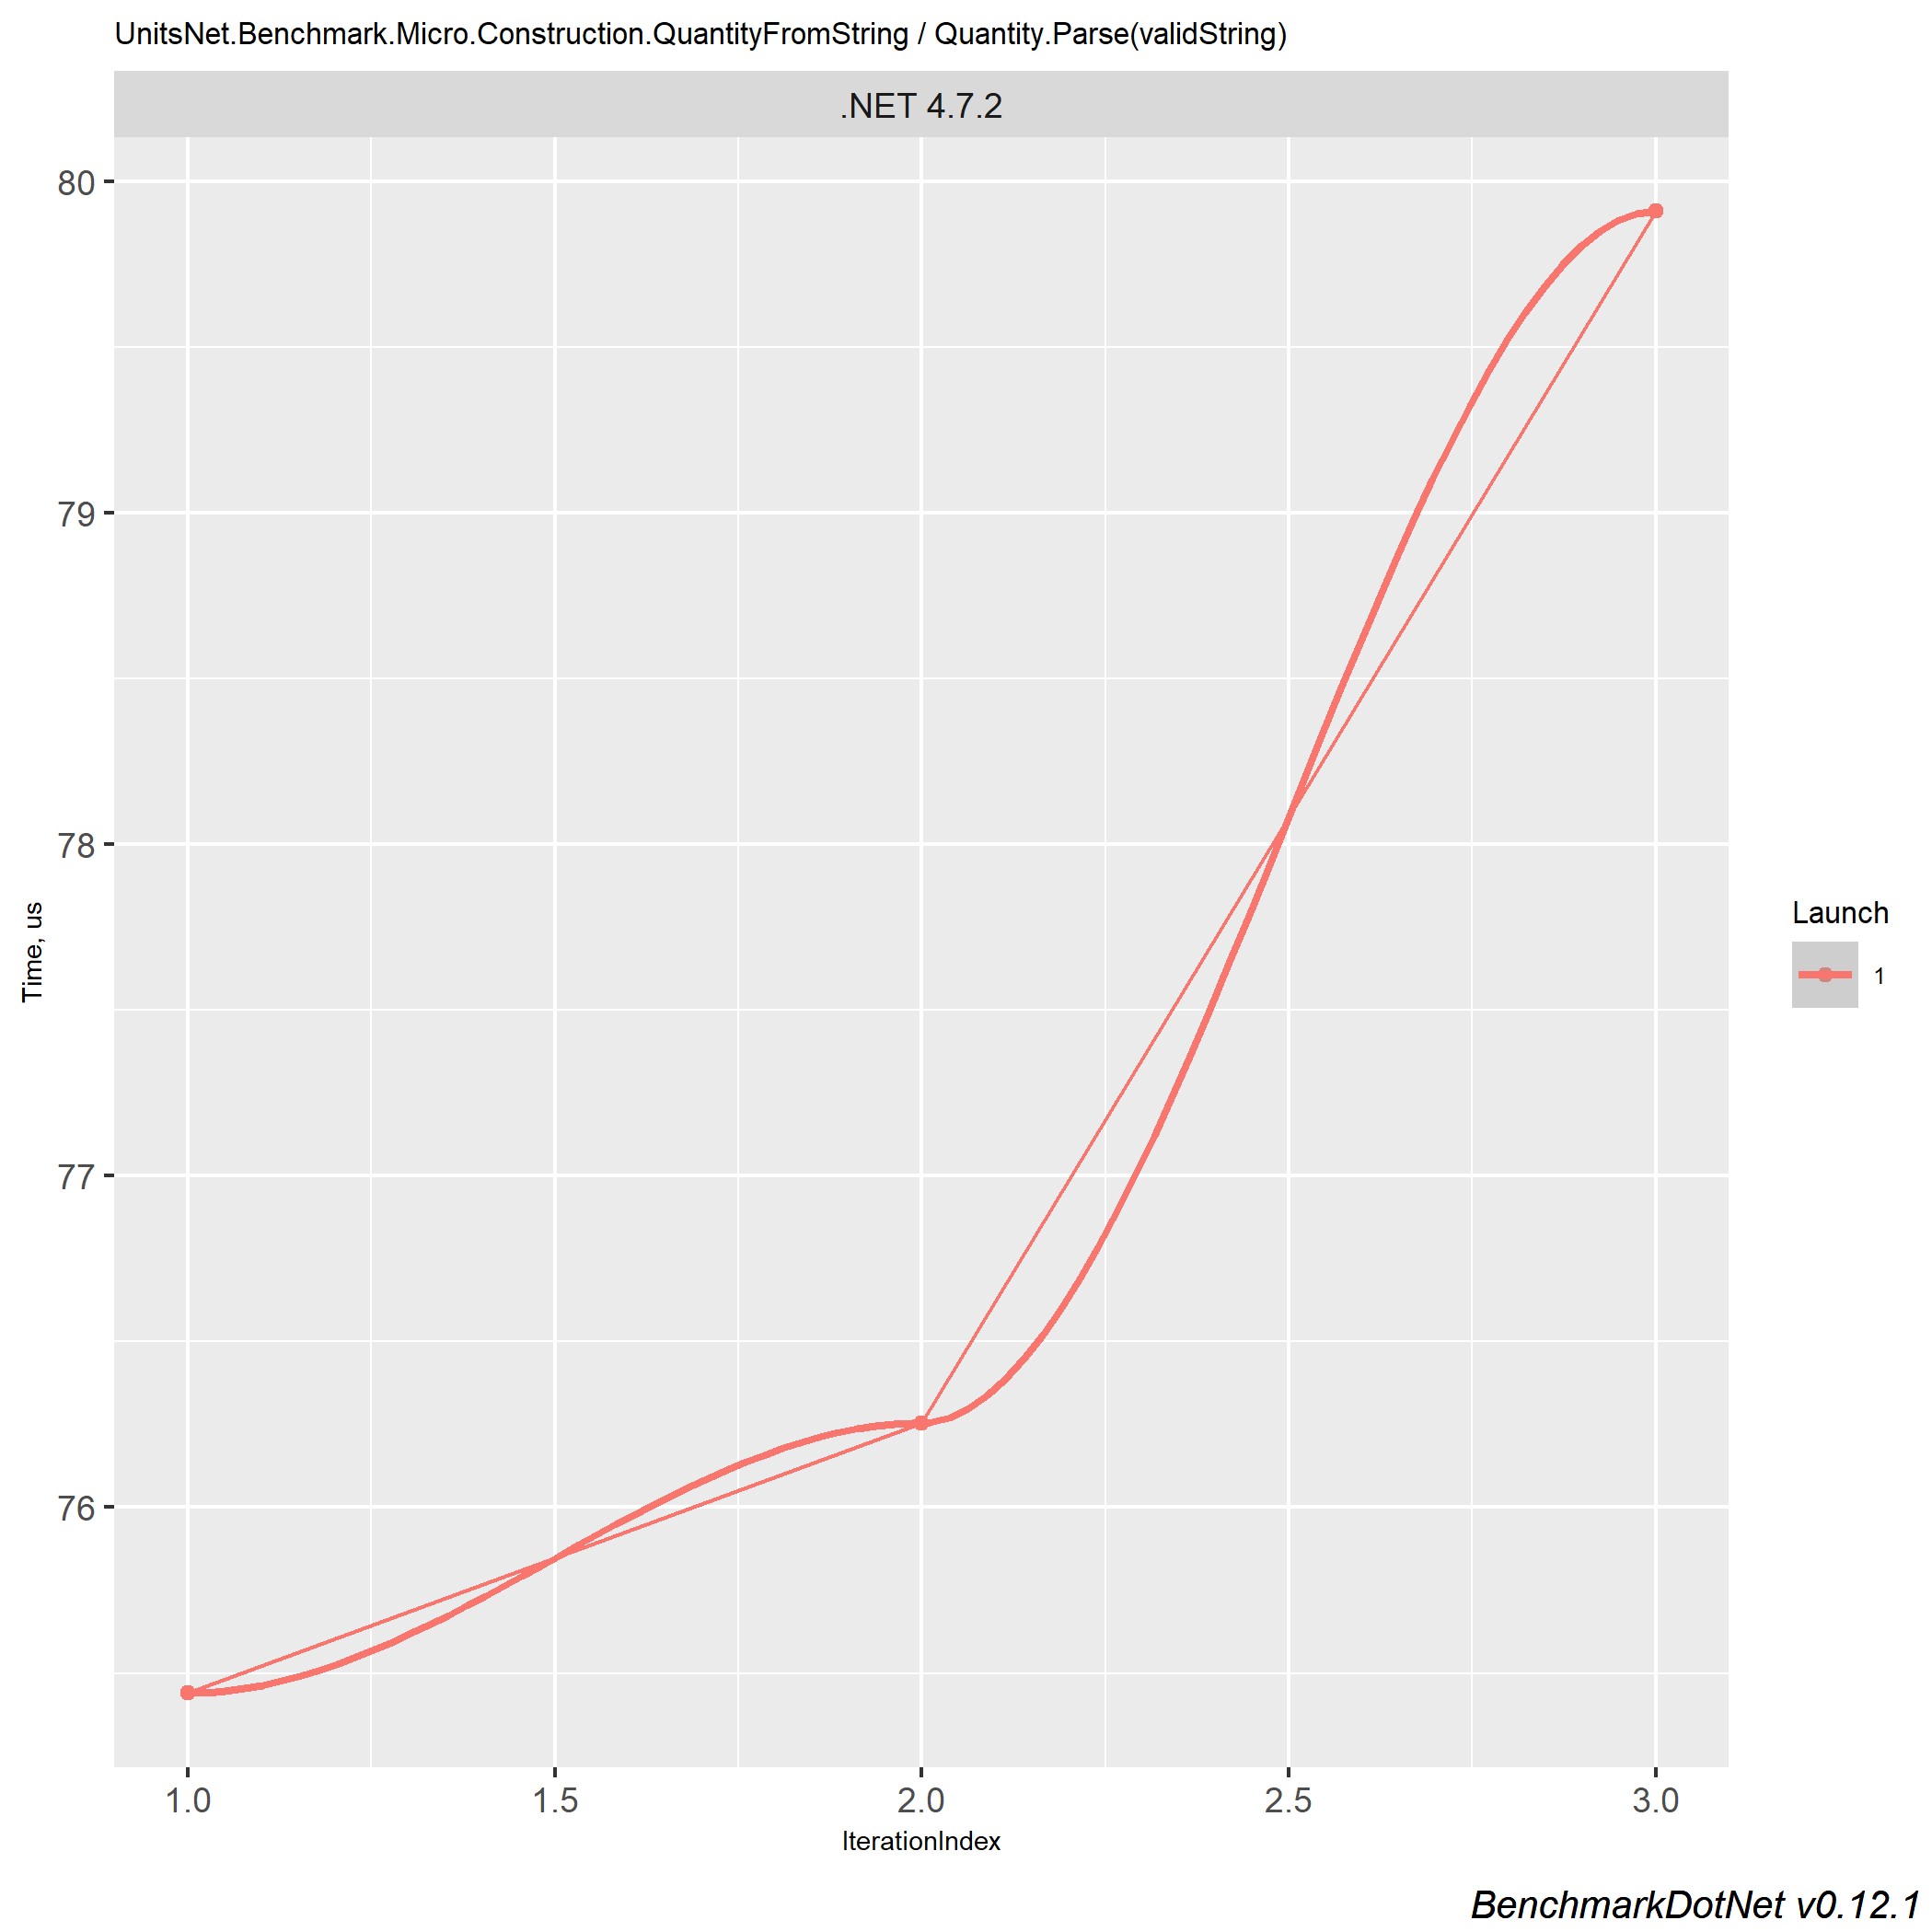 UnitsNet.Benchmark.Micro.Construction.QuantityFromString / Quantity.Parse(validString)
.NET 4.7.2
80
79
78
77
76
Time, us
1.0 1.5 2.0 2.5 3.0
IterationIndex
Launch
1
BenchmarkDotNet v0.12.1